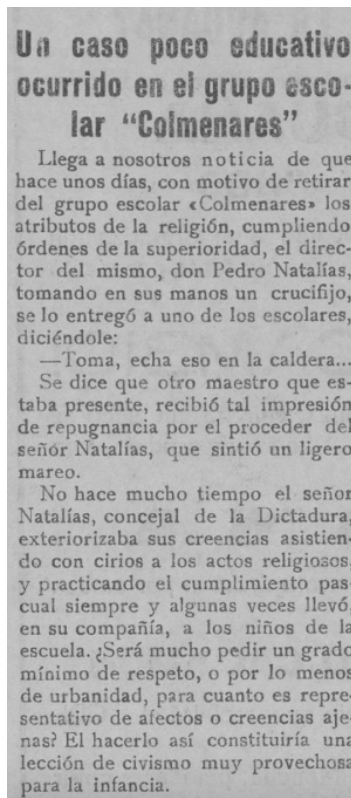 Un caso poco educativo
ocurrido en el grupo esco-
lar "Colmenares"
Llega a nosotros noticia de que
hace unos días, con motivo de retirar
del grupo escolar «Colmenares» los
atributos de la religión, cumpliendo
órdenes de la superioridad, el direc-
tor del mismo, don Pedro Natalías,
tomando en sus manos un crucifijo,
se lo entregó a uno de los escolares,
diciéndole:
—Toma, echa eso en la caldera...
Se dice que otro maestro que es-
taba presente, recibió tal impresión
de repugnancia por el proceder del
señór Natalías, que sintió un ligero
mareo.
No hace mucho tiempo el señor
Natalías, concejal de la Dictadura,
exteriorizaba sus creencias asistien-
do con cirios a los actos religiosos,
y practicando el cumplimiento pas-
cual siempre y algunas veces llevó,
en su compañía, a los niños de la
escuela. ¿Será mucho pedir un grado
mínimo de respeto, o por lo menos
de urbanidad, para cuanto es repre-
sentativo de afectos o creencias aje-
nas? El hacerlo así constituiría una
lección de civismo muy provechosa
para la infancia.